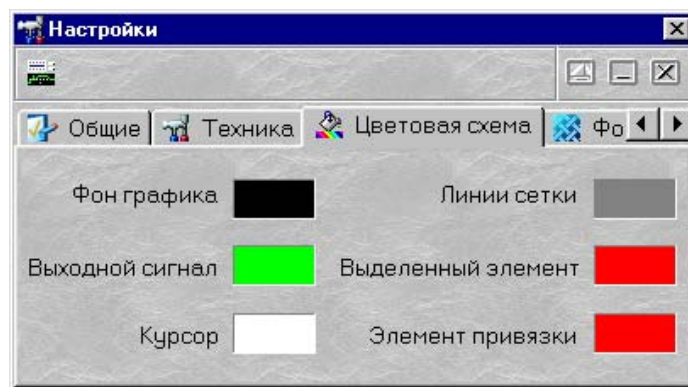 Настройки
Общие Техника Цветовая схема Фо
Фон графика Линии сетки
Выходной сигнал Выделенный элемент
Курсор Элемент привязки